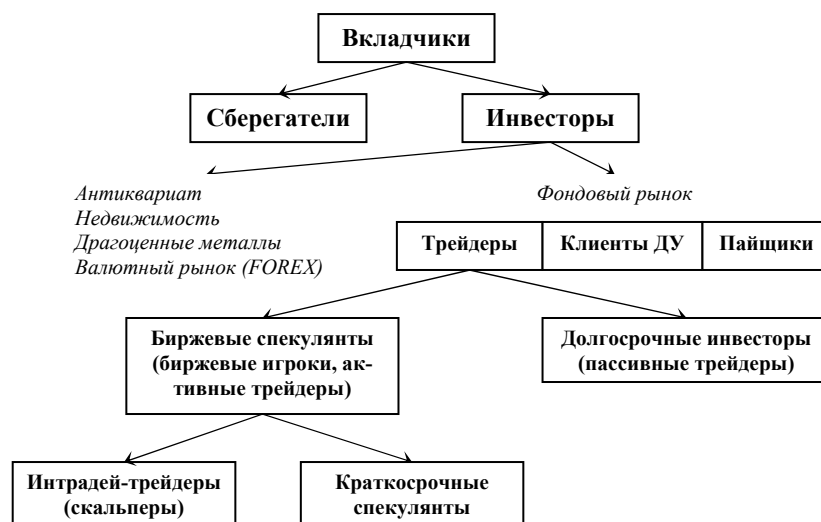 Вкладчики
Сберегатели
Инвесторы
Антиквариат
Недвижимость
Драгоценные металлы
Валютный рынок (FOREX)
Фондовый рынок
Трейдеры
Клиенты ДУ
Пайщики
Биржевые спекулянты
(биржевые игроки, ак-
тивные трейдеры)
Долгосрочные инвесторы
(пассивные трейдеры)
Интрадей-трейдеры
(скальперы)
Краткосрочные
спекулянты